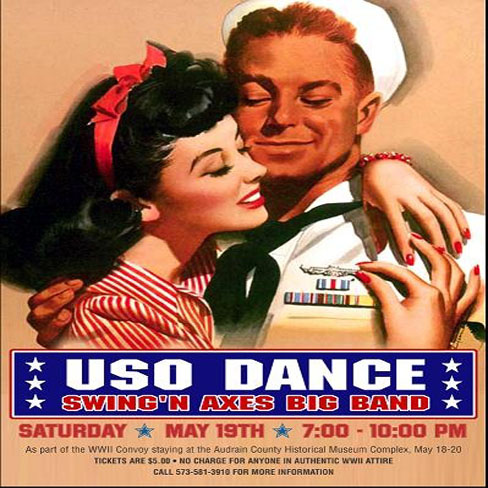 USO DANCE
SWING'N AXES BIG BAND
SATURDAY ★ MAY 19TH ★ 7:00 - 10:00 PM
As part of the WWII Convoy staying at the Audrain County Historical Museum Complex, May 18-20
TICKETS ARE $5.00 • NO CHARGE FOR ANYONE IN AUTHENTIC WWII ATTIRE
CALL 573-581-3910 FOR MORE INFORMATION